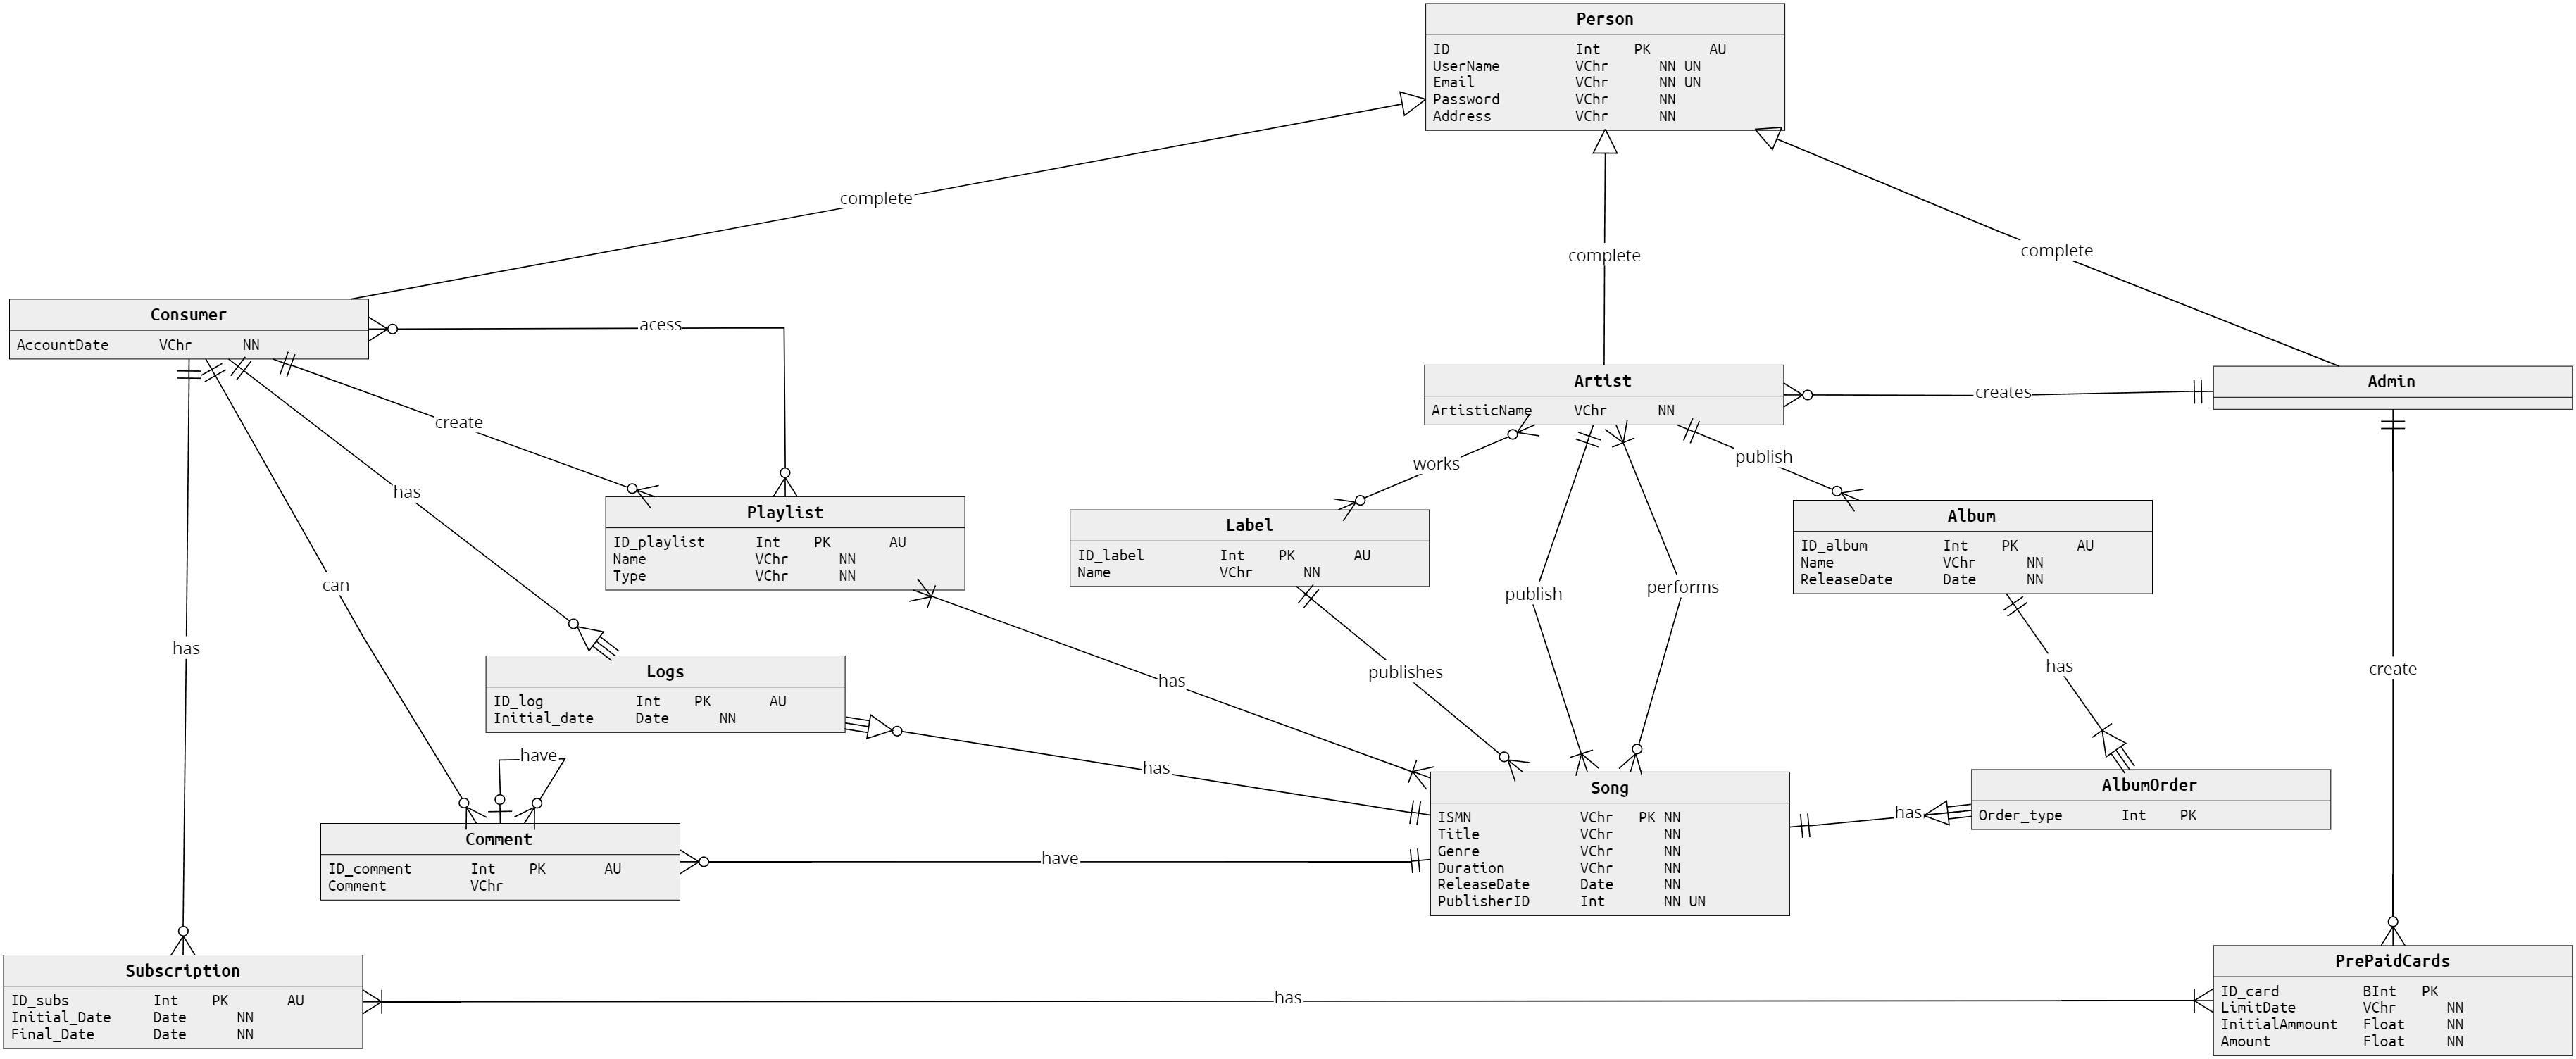 Person
ID Int PK AU
UserName VChr NN UN
Email VChr NN UN
Password VChr NN
Address VChr NN
complete
complete
complete
Consumer
AccountDate VChr NN
acess
Artist
ArtisticName VChr NN
creates
Admin
create
works
publish
has
Playlist
ID_playlist Int PK AU
Name VChr NN
Type VChr NN
Label
ID_label Int PK AU
Name VChr NN
Album
ID_album Int PK AU
Name VChr NN
ReleaseDate Date NN
can
publish
performs
has
Logs
ID_log Int PK AU
Initial_date Date NN
has
publishes
has
create
have
has
Comment
ID_comment Int PK AU
Comment VChr
have
Song
ISMN VChr PK NN
Title VChr NN
Genre VChr NN
Duration VChr NN
ReleaseDate Date NN
PublisherID Int NN UN
has
AlbumOrder
Order_type Int PK
Subscription
ID_subs Int PK AU
Initial_Date Date NN
Final_Date Date NN
has
PrePaidCards
ID_card BInt PK
LimitDate VChr NN
InitialAmmount Float NN
Amount Float NN